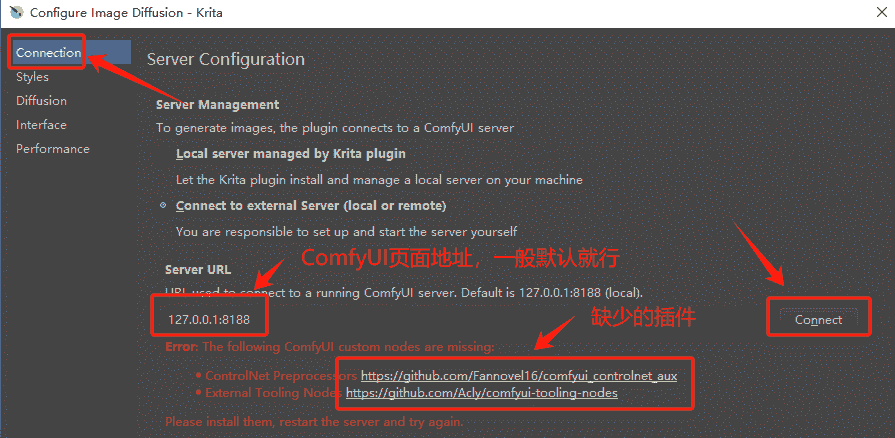 Configure Image Diffusion - Krita
Connection
Styles
Diffusion
Interface
Performance
Server Configuration
Server Management
To generate images, the plugin connects to a ComfyUI server
Local server managed by Krita plugin
Let the Krita plugin install and manage a local server on your machine
Connect to external Server (local or remote)
You are responsible to set up and start the server yourself
ComfyUI页面地址，一般默认就行
Server URL
URL used to connect to a running ComfyUI server. Default is 127.0.0.1:8188 (local).
127.0.0.1:8188
Connect
缺少的插件
Error: The following ComfyUI custom nodes are missing:
• ControlNet Preprocessors https://github.com/Fannovel16/comfyui_controlnet_aux
• External Tooling Nodes https://github.com/Acly/comfyui-tooling-nodes
Please install them, restart the server and try again.